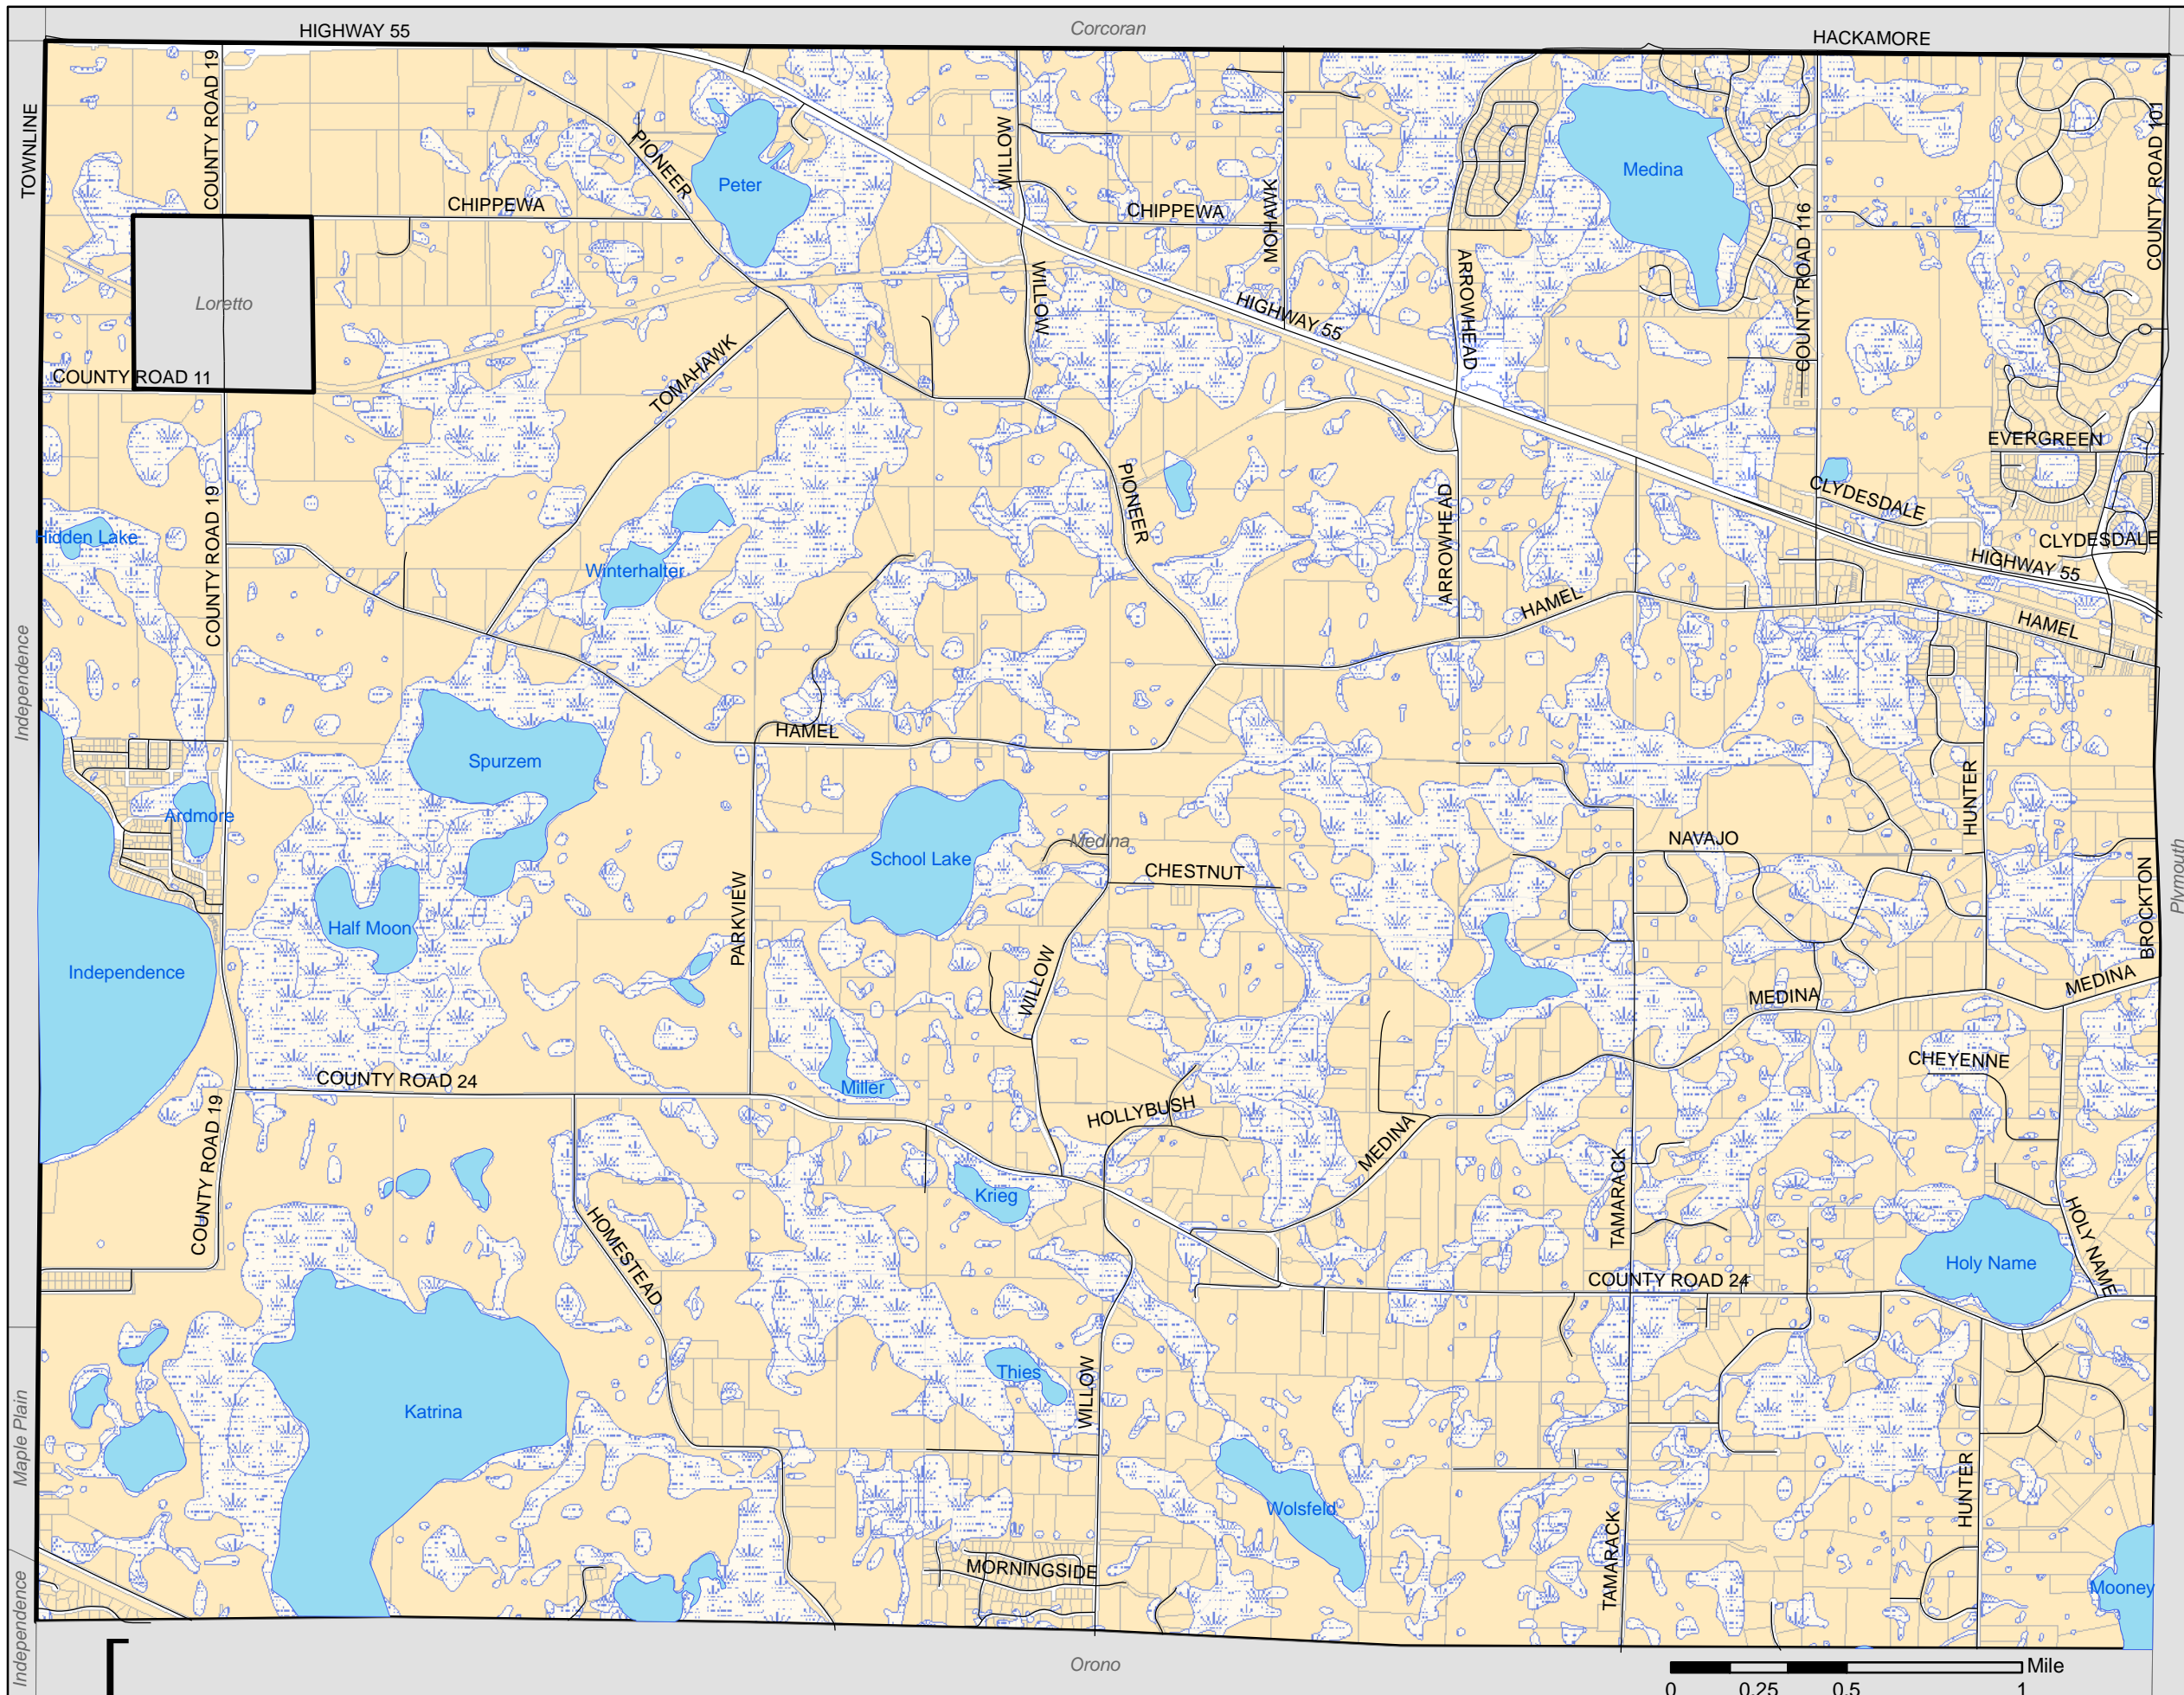 HIGHWAY 55
Corcoran
HACKAMORE
TOWNLINE
COUNTY ROAD 19
PIONEER
Peter
WILLOW
MOHAWK
Medina
COUNTY ROAD 116
COUNTY ROAD 101
CHIPPEWA
CHIPPEWA
Loretto
WILLOW
HIGHWAY 55
ARROWHEAD
COUNTY ROAD 11
TOMAHAWK
EVERGREEN
Hidden Lake
COUNTY ROAD 19
Winterhalter
PIONEER
ARROWHEAD
CLYDESDALE
CLYDESDALE
HIGHWAY 55
HAMEL
HAMEL
Independence
HAMEL
Spurzem
Ardmore
School Lake
Medina
CHESTNUT
NAVAJO
HUNTER
Plymouth
BROCKTON
Half Moon
PARKVIEW
Independence
WILLOW
MEDINA
MEDINA
COUNTY ROAD 24
Miller
HOLLYBUSH
CHEYENNE
COUNTY ROAD 19
MEDINA
TAMARACK
Krieg
HOMESTEAD
HOLY NAME
Holy Name
COUNTY ROAD 24
Maple Plain
Katrina
Thies
WILLOW
Wolsfeld
HUNTER
TAMARACK
MORNINGSIDE
Mooney
Independence
Orono
Mile
0 0.25 0.5 1